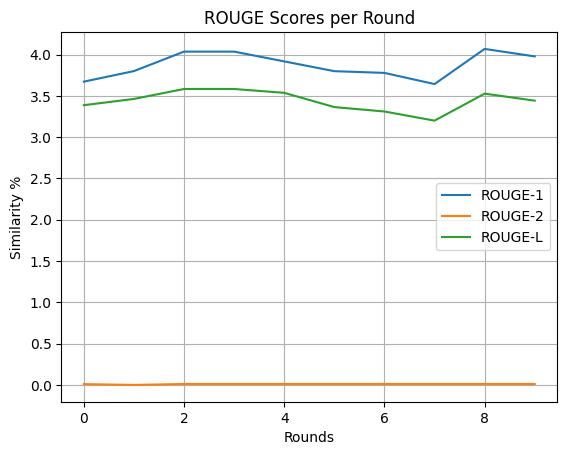 ROUGE Scores per Round
4.0
3.5
3.0
2.5
2.0
1.5
1.0
0.5
0.0
Similarity %
ROUGE-1
ROUGE-2
ROUGE-L
0 2 4 6 8
Rounds